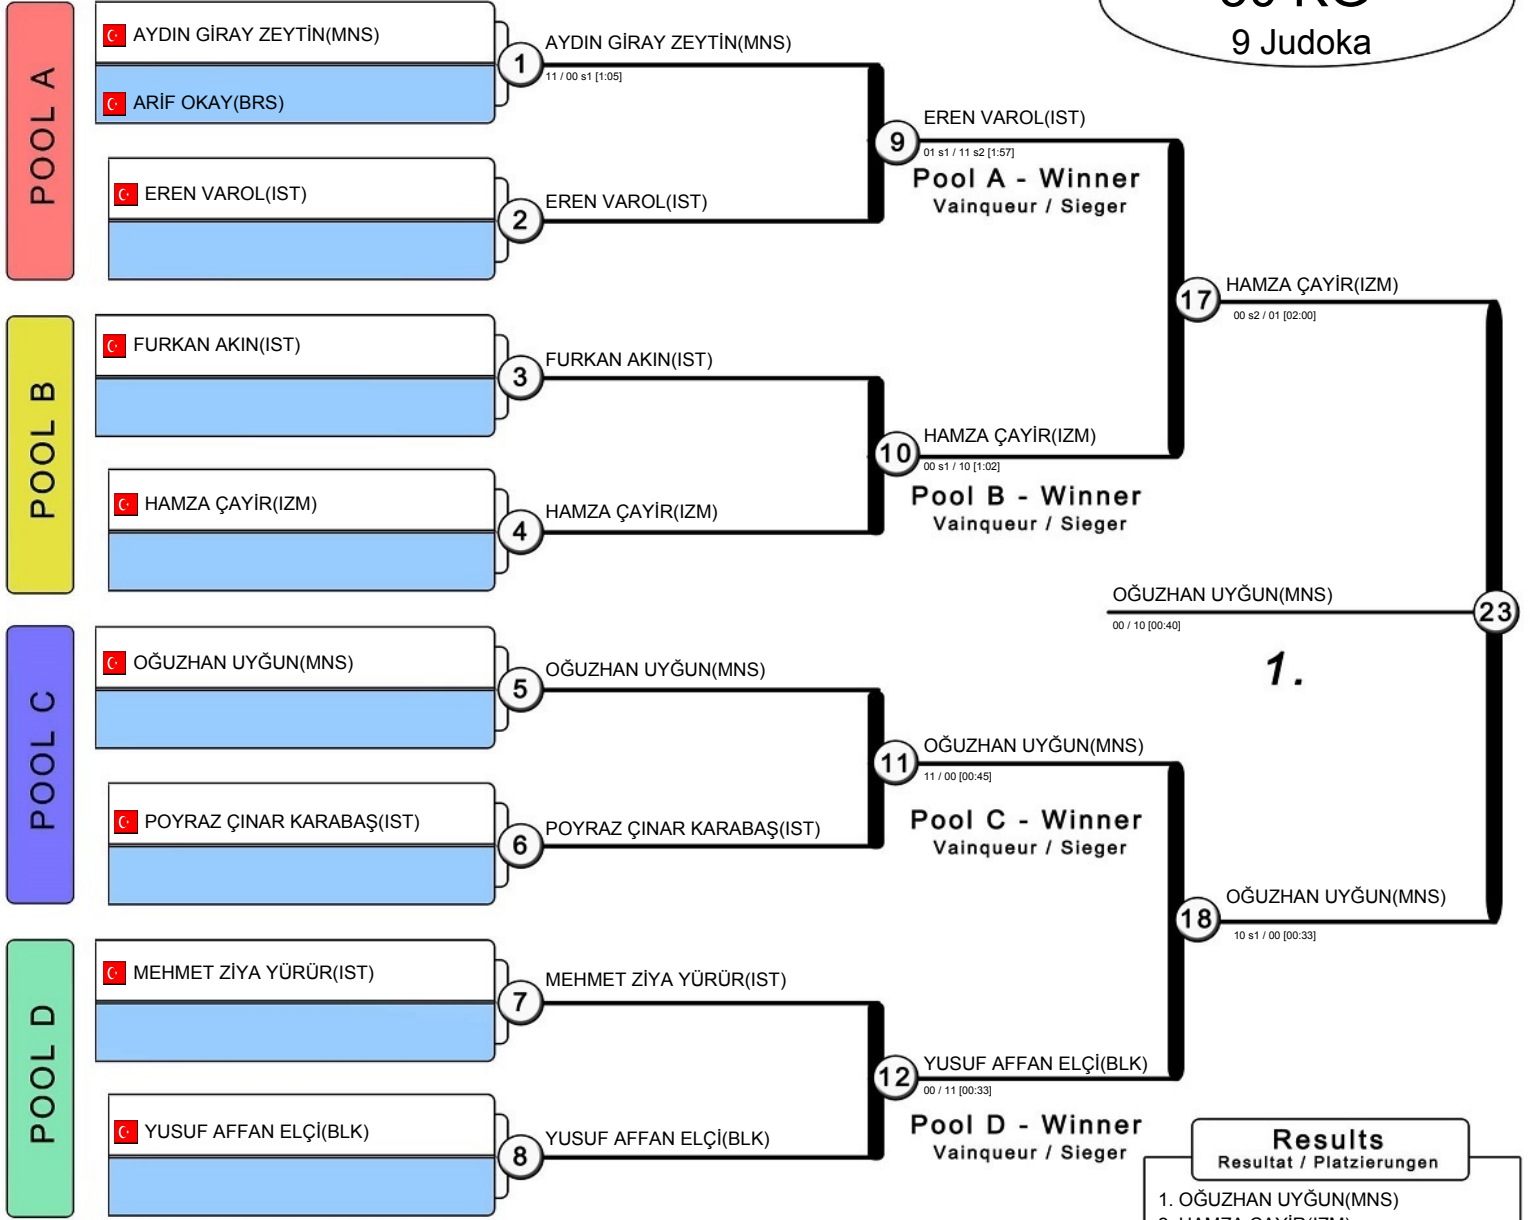 KG
9 Judoka
POOL A
AYDIN GİRAY ZEYTİN(MNS)
ARİF OKAY(BRS)
1
AYDIN GİRAY ZEYTİN(MNS)
11 / 00 s1 [1:05]
EREN VAROL(IST)
2
EREN VAROL(IST)
9
EREN VAROL(IST)
01 s1 / 11 s2 [1:57]
Pool A - Winner
Vainqueur / Sieger
POOL B
FURKAN AKIN(IST)
3
FURKAN AKIN(IST)
HAMZA ÇAYİR(IZM)
4
HAMZA ÇAYİR(IZM)
10
HAMZA ÇAYİR(IZM)
00 s1 / 10 [1:02]
Pool B - Winner
Vainqueur / Sieger
17
HAMZA ÇAYİR(IZM)
00 s2 / 01 [02:00]
POOL C
OĞUZHAN UYĞUN(MNS)
5
OĞUZHAN UYĞUN(MNS)
POYRAZ ÇINAR KARABAŞ(IST)
6
POYRAZ ÇINAR KARABAŞ(IST)
11
OĞUZHAN UYĞUN(MNS)
11 / 00 [00:45]
Pool C - Winner
Vainqueur / Sieger
POOL D
MEHMET ZİYA YÜRÜR(IST)
7
MEHMET ZİYA YÜRÜR(IST)
YUSUF AFFAN ELÇİ(BLK)
8
YUSUF AFFAN ELÇİ(BLK)
12
YUSUF AFFAN ELÇİ(BLK)
00 / 11 [00:33]
Pool D - Winner
Vainqueur / Sieger
18
OĞUZHAN UYĞUN(MNS)
10 s1 / 00 [00:33]
OĞUZHAN UYĞUN(MNS)
23
00 / 10 [00:40]
1.
Results
Resultat / Platzierungen
1. OĞUZHAN UYĞUN(MNS)
2. HAMZA ÇAYİR(IZM)